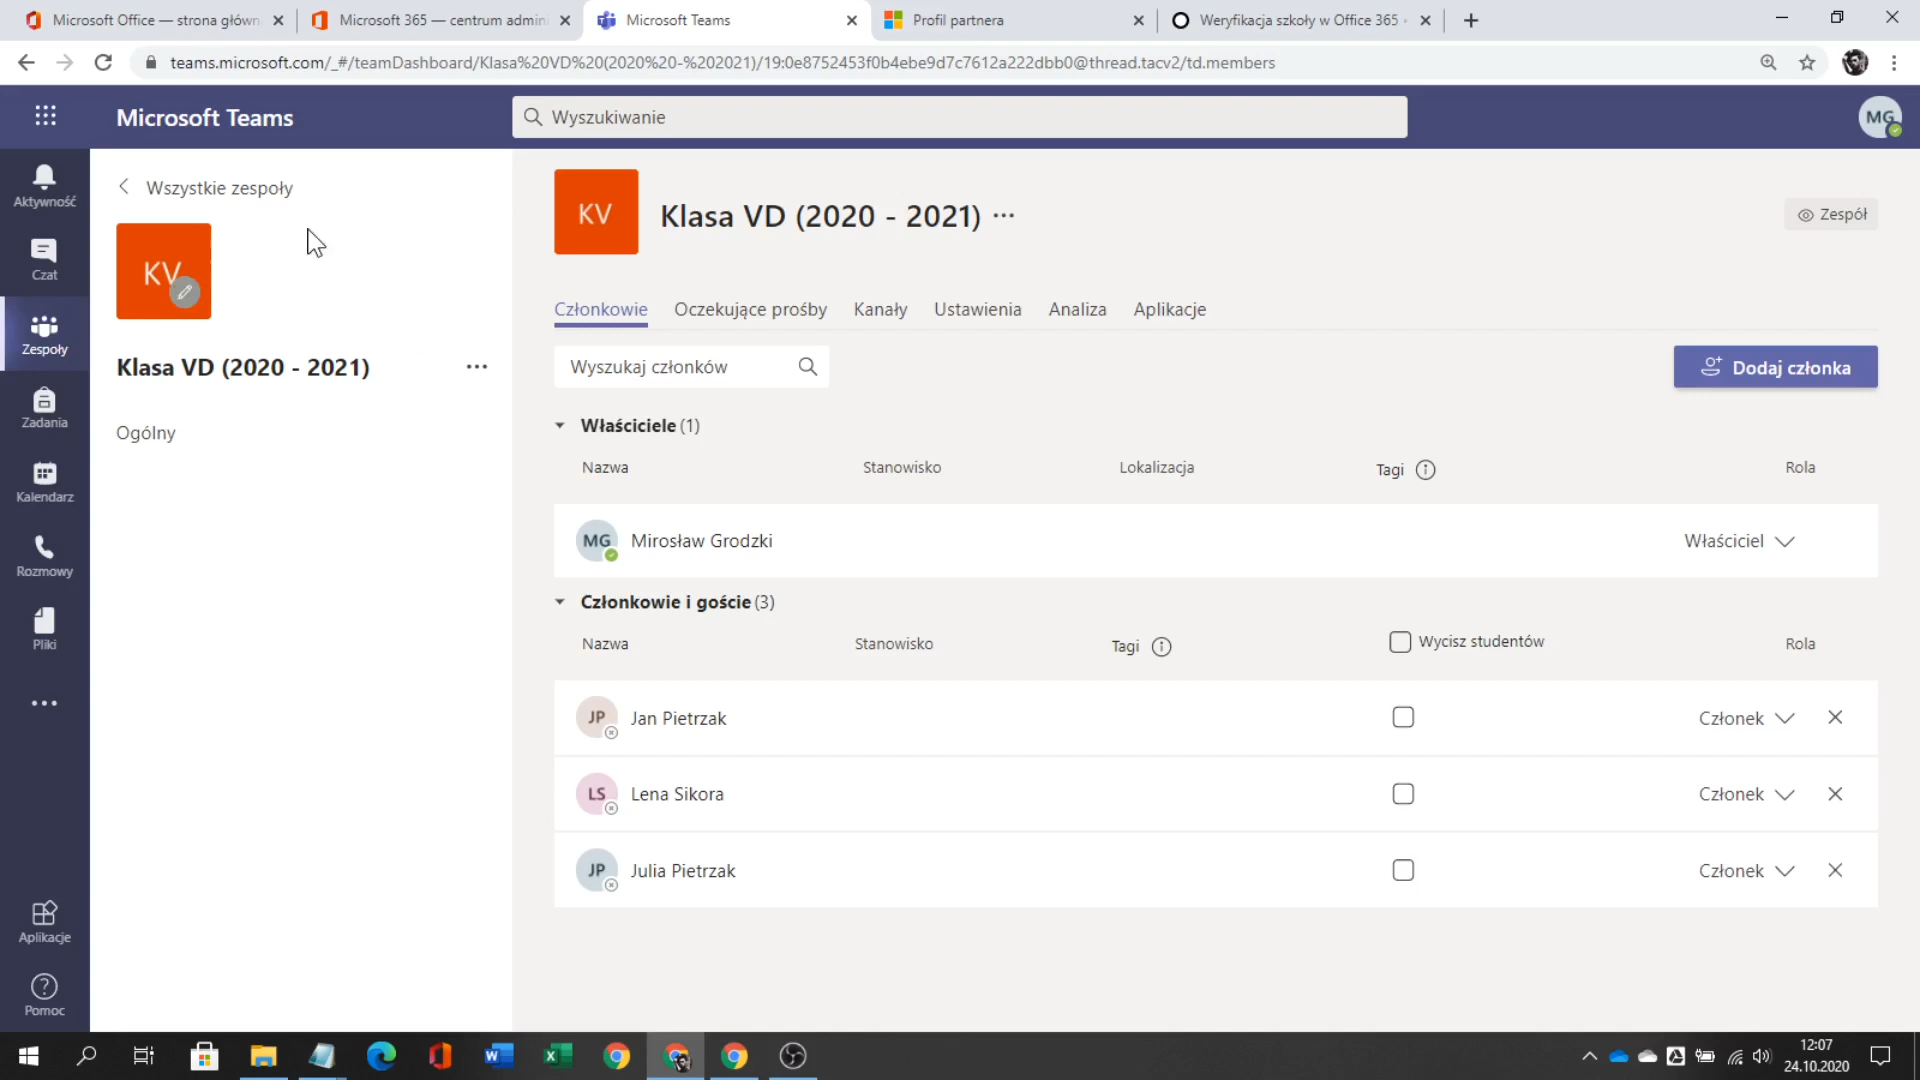 Microsoft Office — strona główn
Microsoft 365 — centrum admini
Microsoft Teams
Profil partnera
Weryfikacja szkoły w Office 365
teams.microsoft.com/_#/teamDashboard/Klasa%20VD%20(2020%20-%202021)/19:0e8752453f0b4ebe9d7c7612a222dbb0@thread.tacv2/td.members
Microsoft Teams
Wyszukiwanie
MG
Aktywność
Czat
Zespoły
Zadania
Kalendarz
Rozmowy
Pliki
Aplikacje
Pomoc
Wszystkie zespoły
KV
Klasa VD (2020 - 2021)
Ogólny
KV
Klasa VD (2020 - 2021)
Zespół
Członkowie Oczekujące prośby Kanały Ustawienia Analiza Aplikacje
Wyszukaj członków
Dodaj członka
Właściciele (1)
Nazwa Stanowisko Lokalizacja Tagi Rola
MG Mirosław Grodzki Właściciel
Członkowie i goście (3)
Nazwa Stanowisko Tagi Wycisz studentów Rola
JP Jan Pietrzak Członek
LS Lena Sikora Członek
JP Julia Pietrzak Członek
12:07
24.10.2020